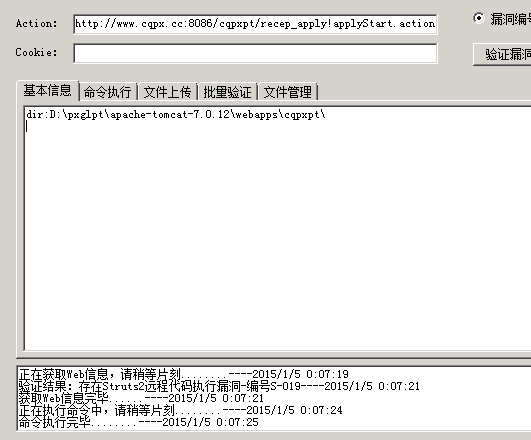 Action: http://www.cqpx.cc:8086/cqpxpt/recep_apply!applyStart.action
漏洞编号
Cookie:
验证漏洞
基本信息 命令执行 文件上传 批量验证 文件管理
dir:D:\pxglpt\apache-tomcat-7.0.12\webapps\cqpxpt\
正在获取Web信息，请稍等片刻........----2015/1/5 0:07:19
验证结果: 存在Struts2远程代码执行漏洞-编号S-019----2015/1/5 0:07:21
获取Web信息完毕......----2015/1/5 0:07:21
正在执行命令中，请稍等片刻........----2015/1/5 0:07:24
命令执行完毕........----2015/1/5 0:07:25